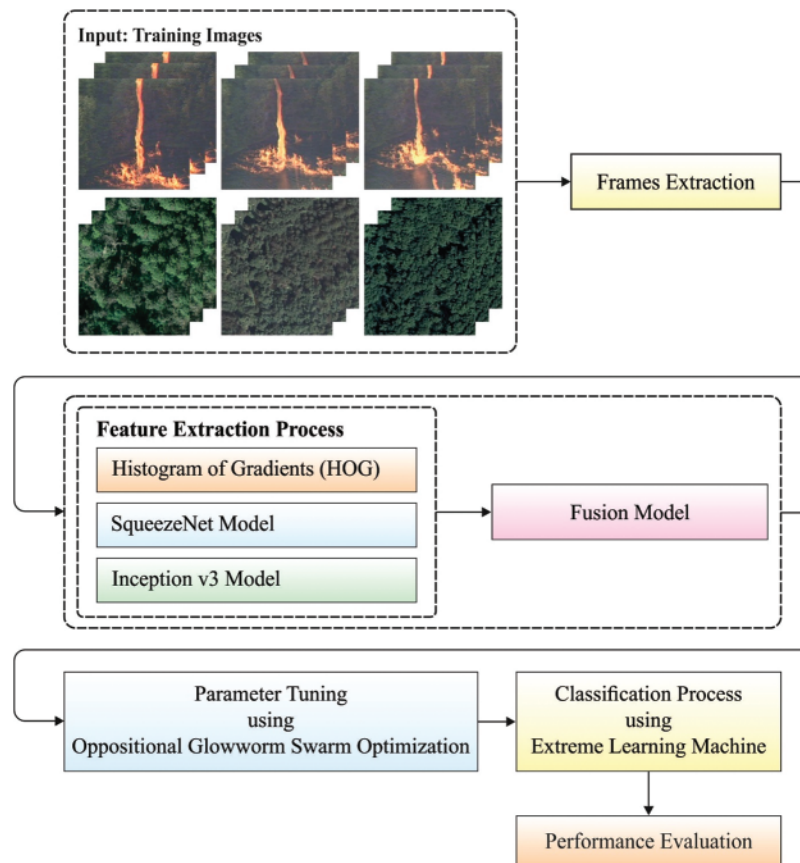 Input: Training Images
Frames Extraction
Feature Extraction Process
Histogram of Gradients (HOG)
SqueezeNet Model
Inception v3 Model
Fusion Model
Parameter Tuning
using
Oppositional Glowworm Swarm Optimization
Classification Process
using
Extreme Learning Machine
Performance Evaluation